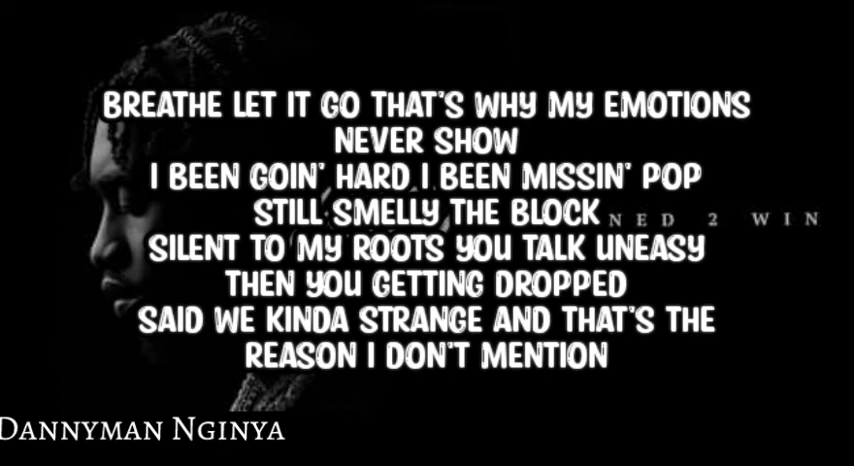 BREATHE LET IT GO THAT'S WHY MY EMOTIONS
NEVER SHOW
I BEEN GOIN' HARD I BEEN MISSIN' POP
STILL SMELLY THE BLOCK
NED 2 WIN
SILENT TO MY ROOTS YOU TALK UNEASY
THEN YOU GETTING DROPPED
SAID WE KINDA STRANGE AND THAT'S THE
REASON I DON'T MENTION
DANNYMAN NGINYA